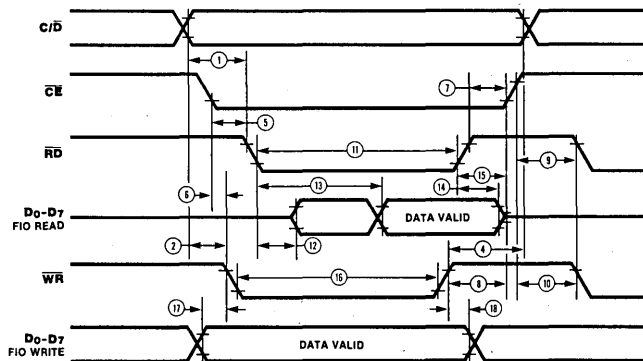 C/D̅
①
C̅E̅
⑦
⑤
R̅D̅
⑪
⑨
⑬
⑮
⑭
⑥
D₀-D₇
FIO READ
DATA VALID
②
⑫
④
W̅R̅
⑯
⑧
⑩
⑰
⑱
D₀-D₇
FIO WRITE
DATA VALID